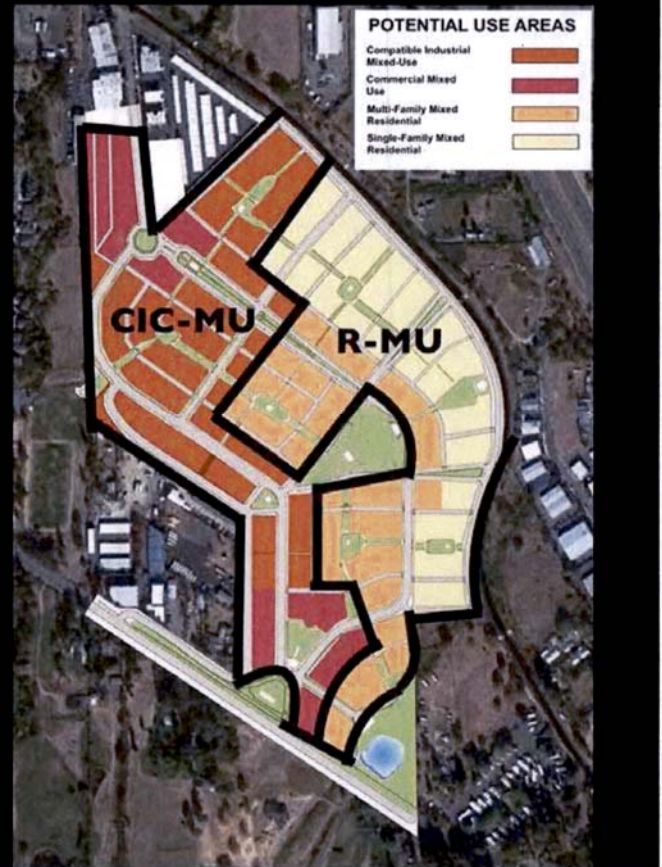 POTENTIAL USE AREAS
Compatible Industrial
Mixed-Use
Commercial Mixed
Use
Multi-Family Mixed
Residential
Single-Family Mixed
Residential
CIC-MU
R-MU